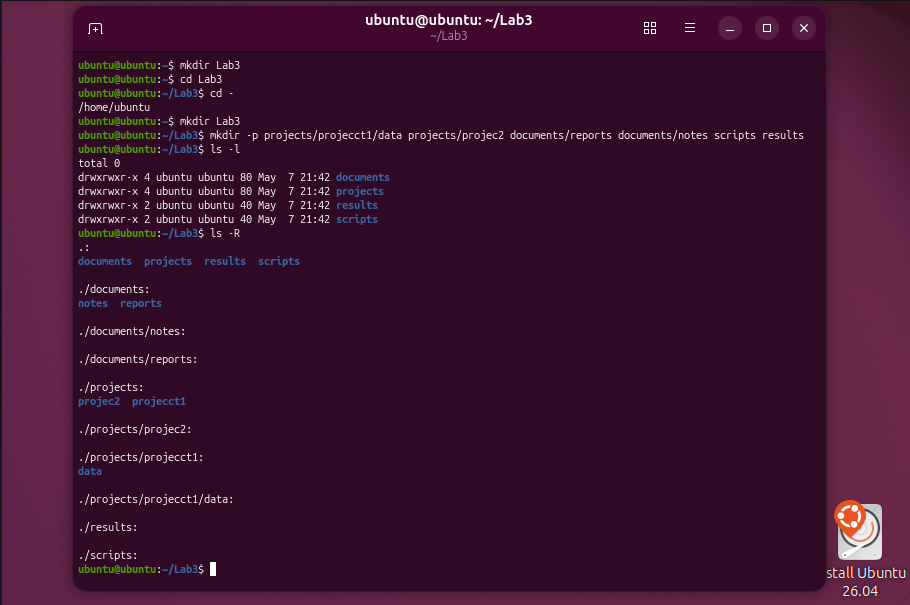 ubuntu@ubuntu: ~/Lab3
~/Lab3
ubuntu@ubuntu:~$ mkdir Lab3
ubuntu@ubuntu:~$ cd Lab3
ubuntu@ubuntu:~/Lab3$ cd -
/home/ubuntu
ubuntu@ubuntu:~$ mkdir Lab3
ubuntu@ubuntu:~/Lab3$ mkdir -p projects/projecct1/data projects/projec2 documents/reports documents/notes scripts results
ubuntu@ubuntu:~/Lab3$ ls -l
total 0
drwxrwxr-x 4 ubuntu ubuntu 80 May  7 21:42 documents
drwxrwxr-x 4 ubuntu ubuntu 80 May  7 21:42 projects
drwxrwxr-x 2 ubuntu ubuntu 40 May  7 21:42 results
drwxrwxr-x 2 ubuntu ubuntu 40 May  7 21:42 scripts
ubuntu@ubuntu:~/Lab3$ ls -R
.:
documents  projects  results  scripts
./documents:
notes  reports
./documents/notes:
./documents/reports:
./projects:
projec2  projecct1
./projects/projec2:
./projects/projecct1:
data
./projects/projecct1/data:
./results:
./scripts:
ubuntu@ubuntu:~/Lab3$
stall Ubuntu
26.04